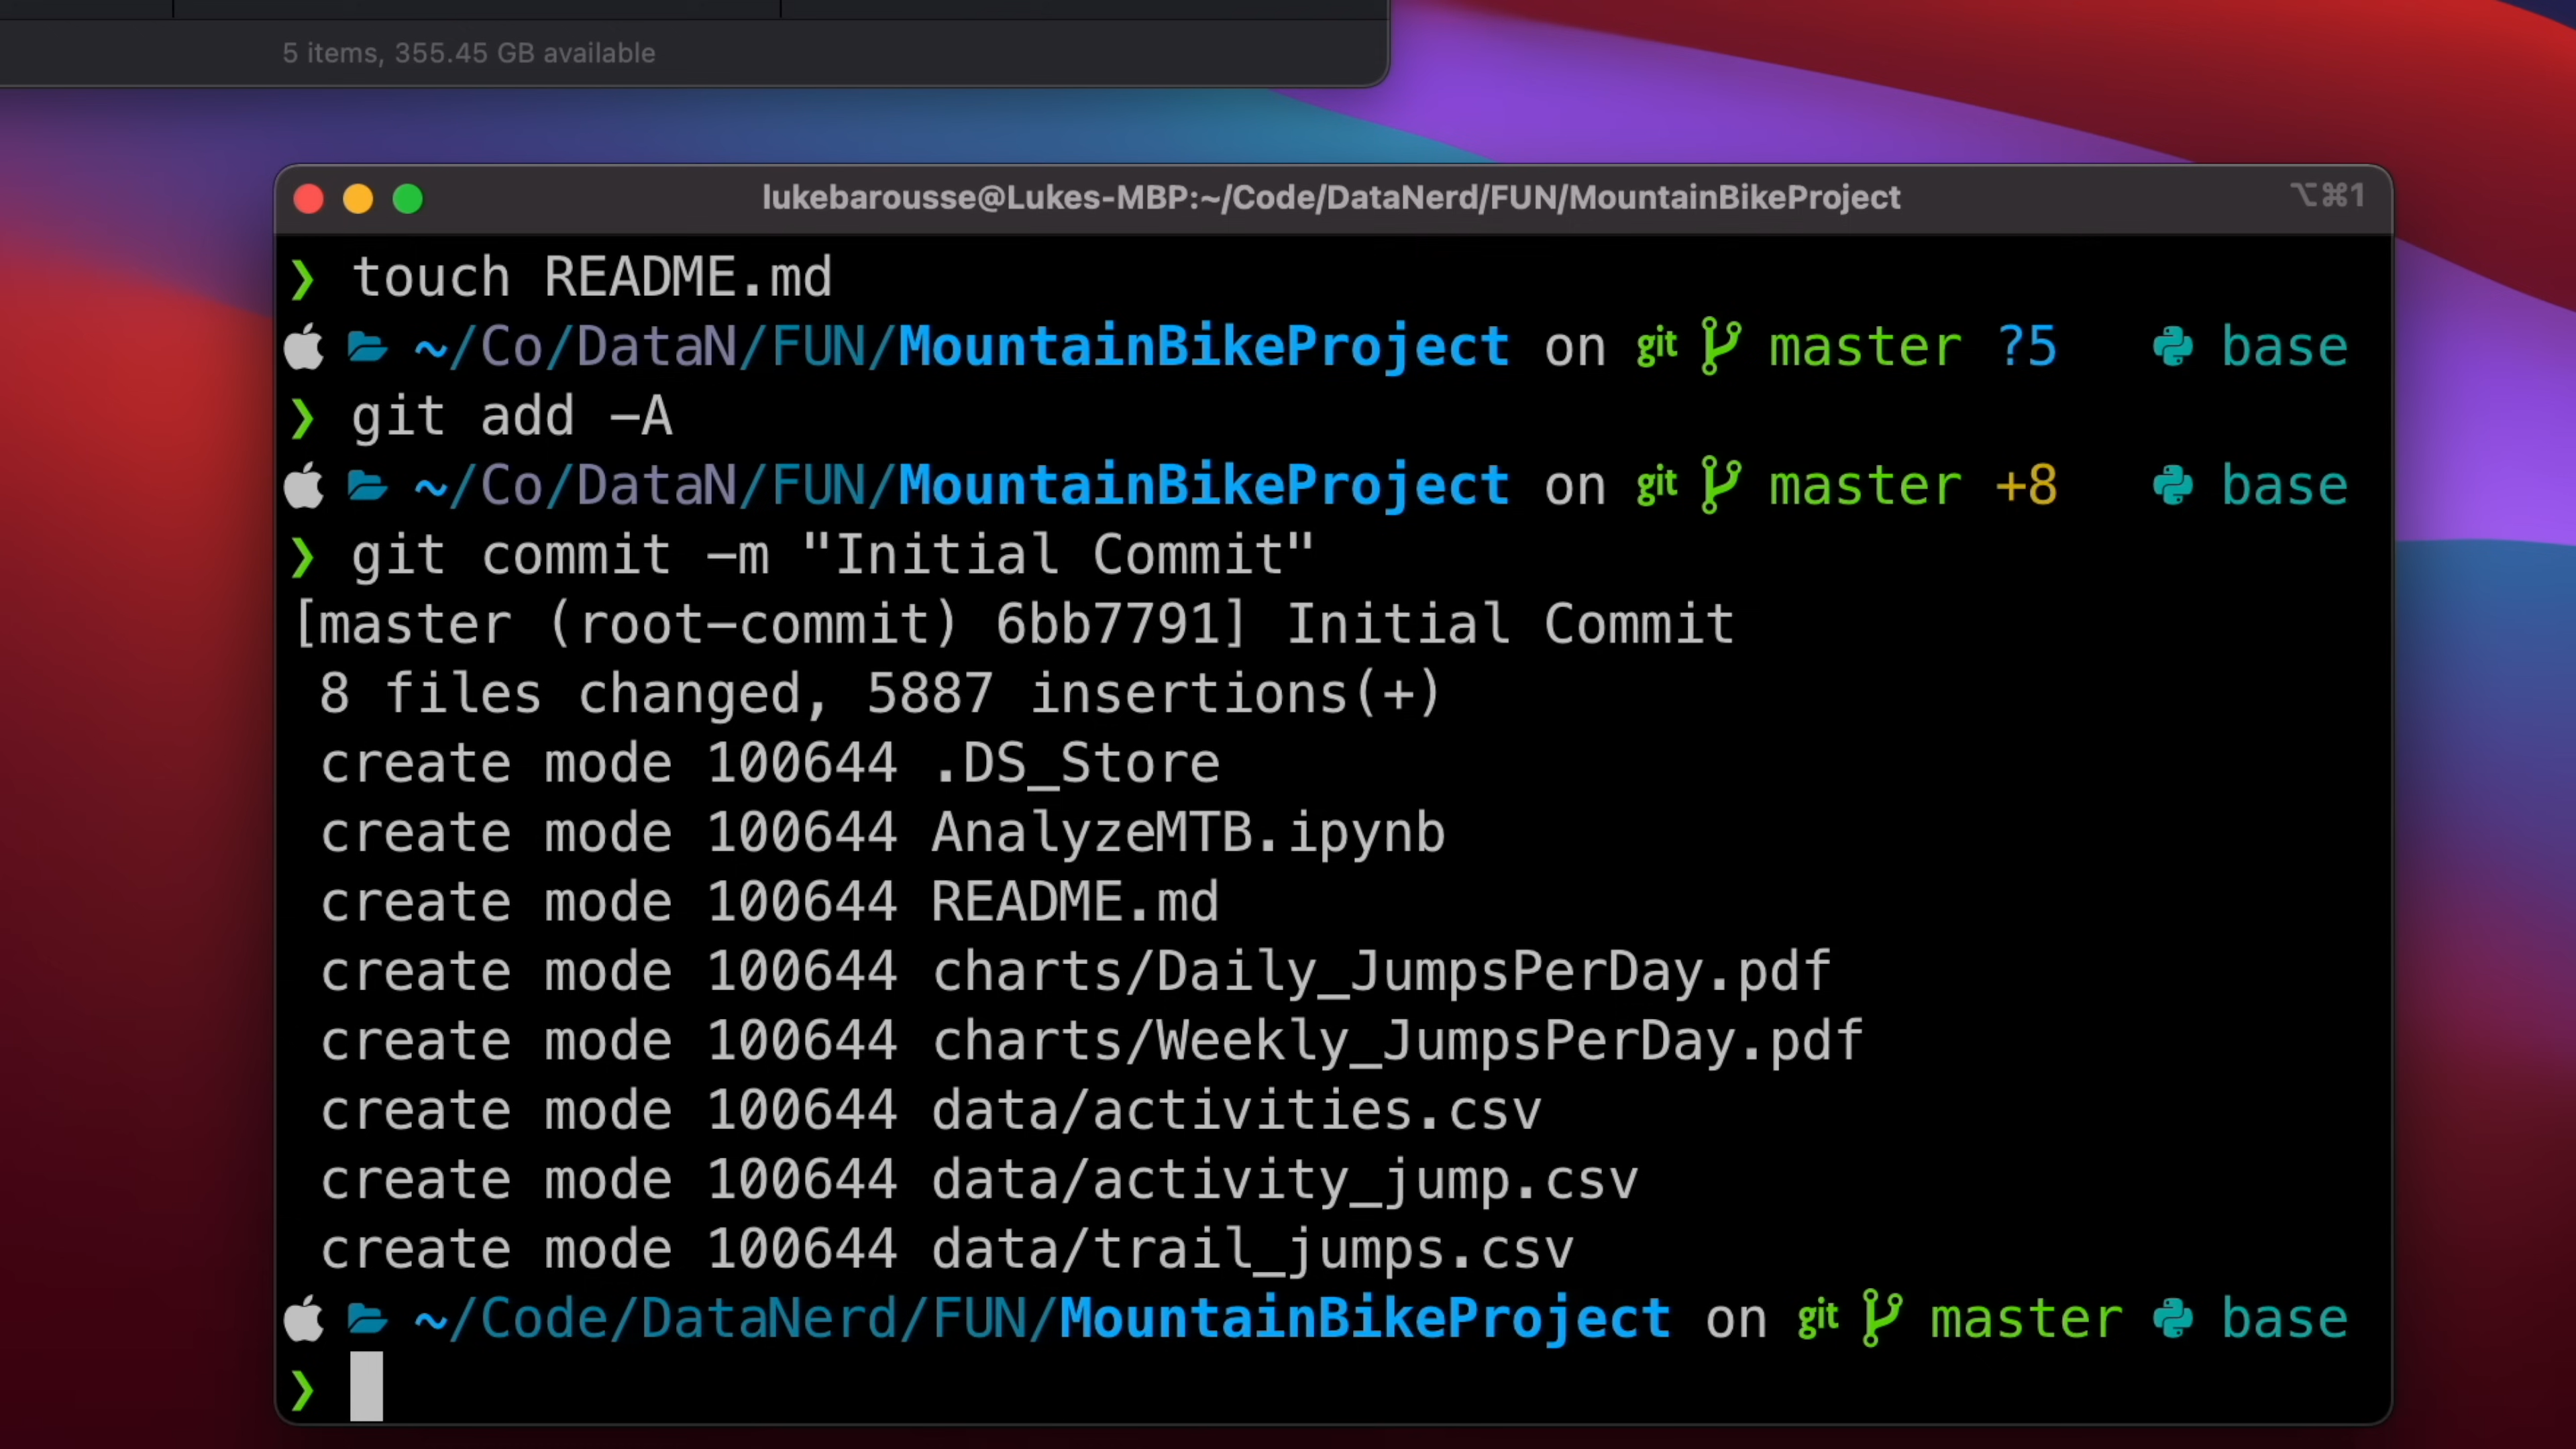 5 items, 355.45 GB available
lukebarousse@Lukes-MBP:~/Code/DataNerd/FUN/MountainBikeProject ⌥⌘1
❯ touch README.md
~/Co/DataN/FUN/MountainBikeProject on git master ?5 base
❯ git add -A
~/Co/DataN/FUN/MountainBikeProject on git master +8 base
❯ git commit -m "Initial Commit"
[master (root-commit) 6bb7791] Initial Commit
8 files changed, 5887 insertions(+)
create mode 100644 .DS_Store
create mode 100644 AnalyzeMTB.ipynb
create mode 100644 README.md
create mode 100644 charts/Daily_JumpsPerDay.pdf
create mode 100644 charts/Weekly_JumpsPerDay.pdf
create mode 100644 data/activities.csv
create mode 100644 data/activity_jump.csv
create mode 100644 data/trail_jumps.csv
~/Code/DataNerd/FUN/MountainBikeProject on git master base
❯